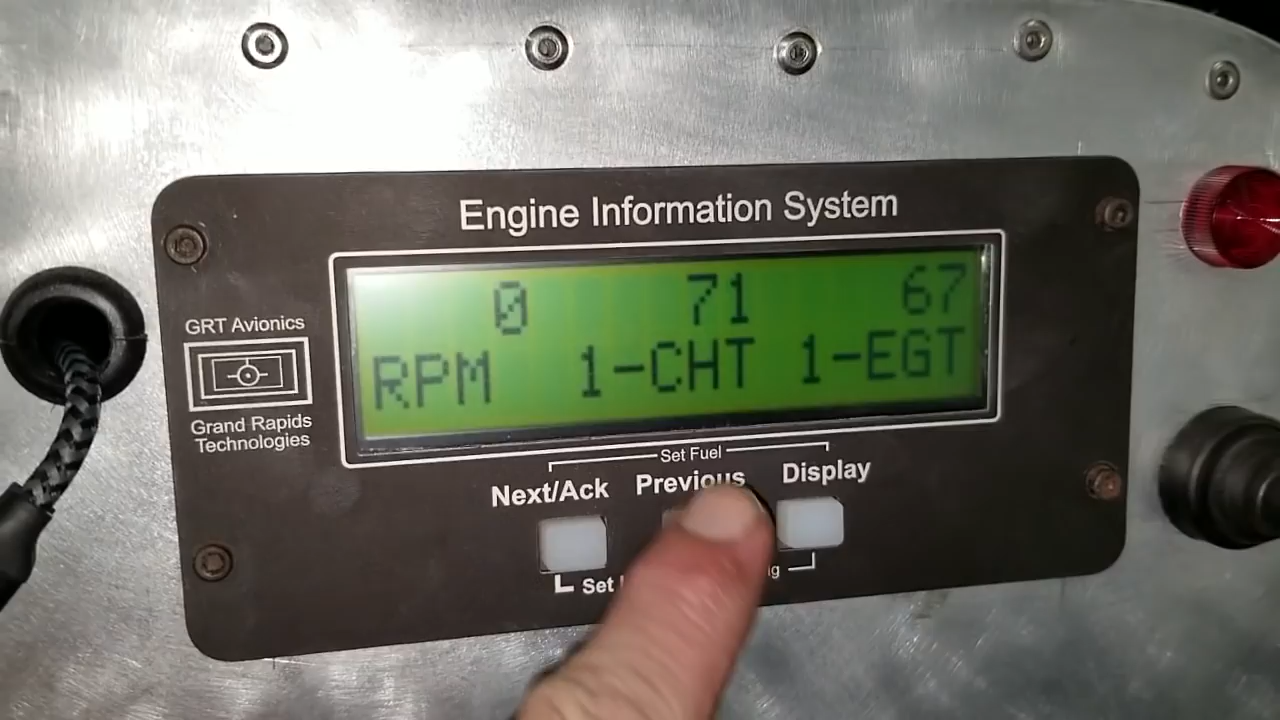 Engine Information System
0 71 67
RPM 1-CHT 1-EGT
GRT Avionics
Grand Rapids
Technologies
Set Fuel
Next/Ack Previous Display
Set